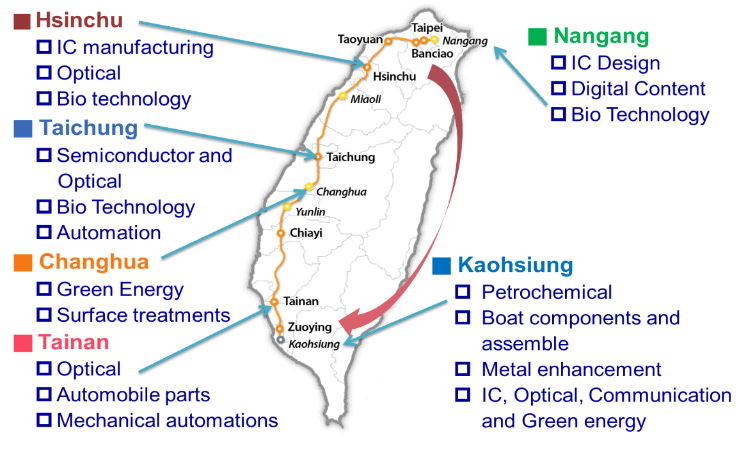 Hsinchu
IC manufacturing
Optical
Bio technology
Taichung
Semiconductor and
Optical
Bio Technology
Automation
Changhua
Green Energy
Surface treatments
Tainan
Optical
Automobile parts
Mechanical automations
Taipei
Taoyuan
Nangang
Banciao
Hsinchu
Miaoli
Taichung
Changhua
Yunlin
Chiayi
Tainan
Zuoying
Kaohsiung
Nangang
IC Design
Digital Content
Bio Technology
Kaohsiung
Petrochemical
Boat components and
assemble
Metal enhancement
IC, Optical, Communication
and Green energy